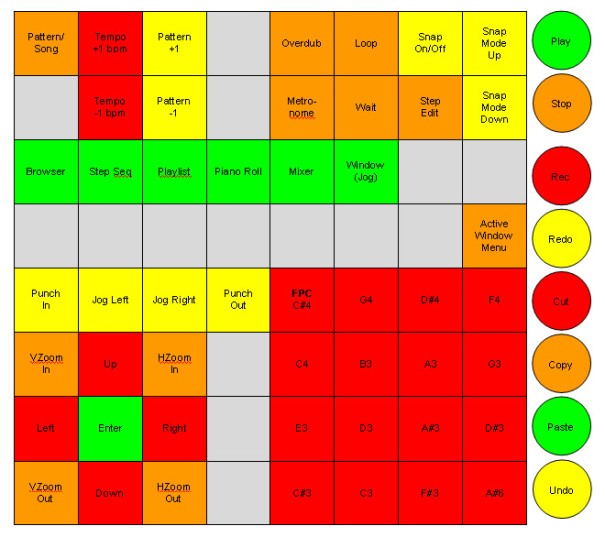 Pattern/
Song
Tempo
+1 bpm
Pattern
+1
Overdub
Loop
Snap
On/Off
Snap
Mode
Up
Play
Tempo
-1 bpm
Pattern
-1
Metro-
nome
Wait
Step
Edit
Snap
Mode
Down
Stop
Browser
Step Seq
Playlist
Piano Roll
Mixer
Window
(Jog)
Rec
Active
Window
Menu
Redo
Punch
In
Jog Left
Jog Right
Punch
Out
FPC
C#4
G4
D#4
F4
Cut
VZoom
In
Up
HZoom
In
C4
B3
A3
G3
Copy
Left
Enter
Right
E3
D3
A#3
D#3
Paste
VZoom
Out
Down
HZoom
Out
C#3
C3
F#3
A#6
Undo